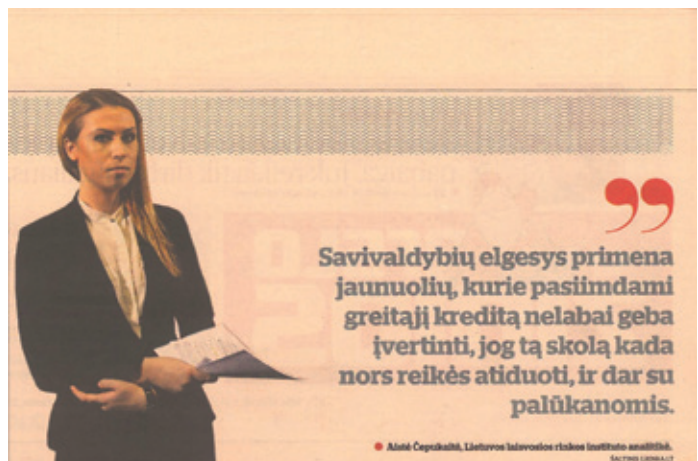 Savivaldybių elgesys primena
jaunuolių, kurie pasiimdami
greitąjį kreditą nelabai geba
įvertinti, jog tą skolą kada
nors reikės atiduoti, ir dar su
palūkanomis.
Aistė Čepukaitė, Lietuvos laisvosios rinkos instituto analitikė.